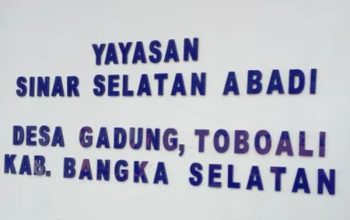 YAYASAN
SINAR SELATAN ABADI
DESA GADUNG, TOBOALI
KAB. BANGKA SELATAN